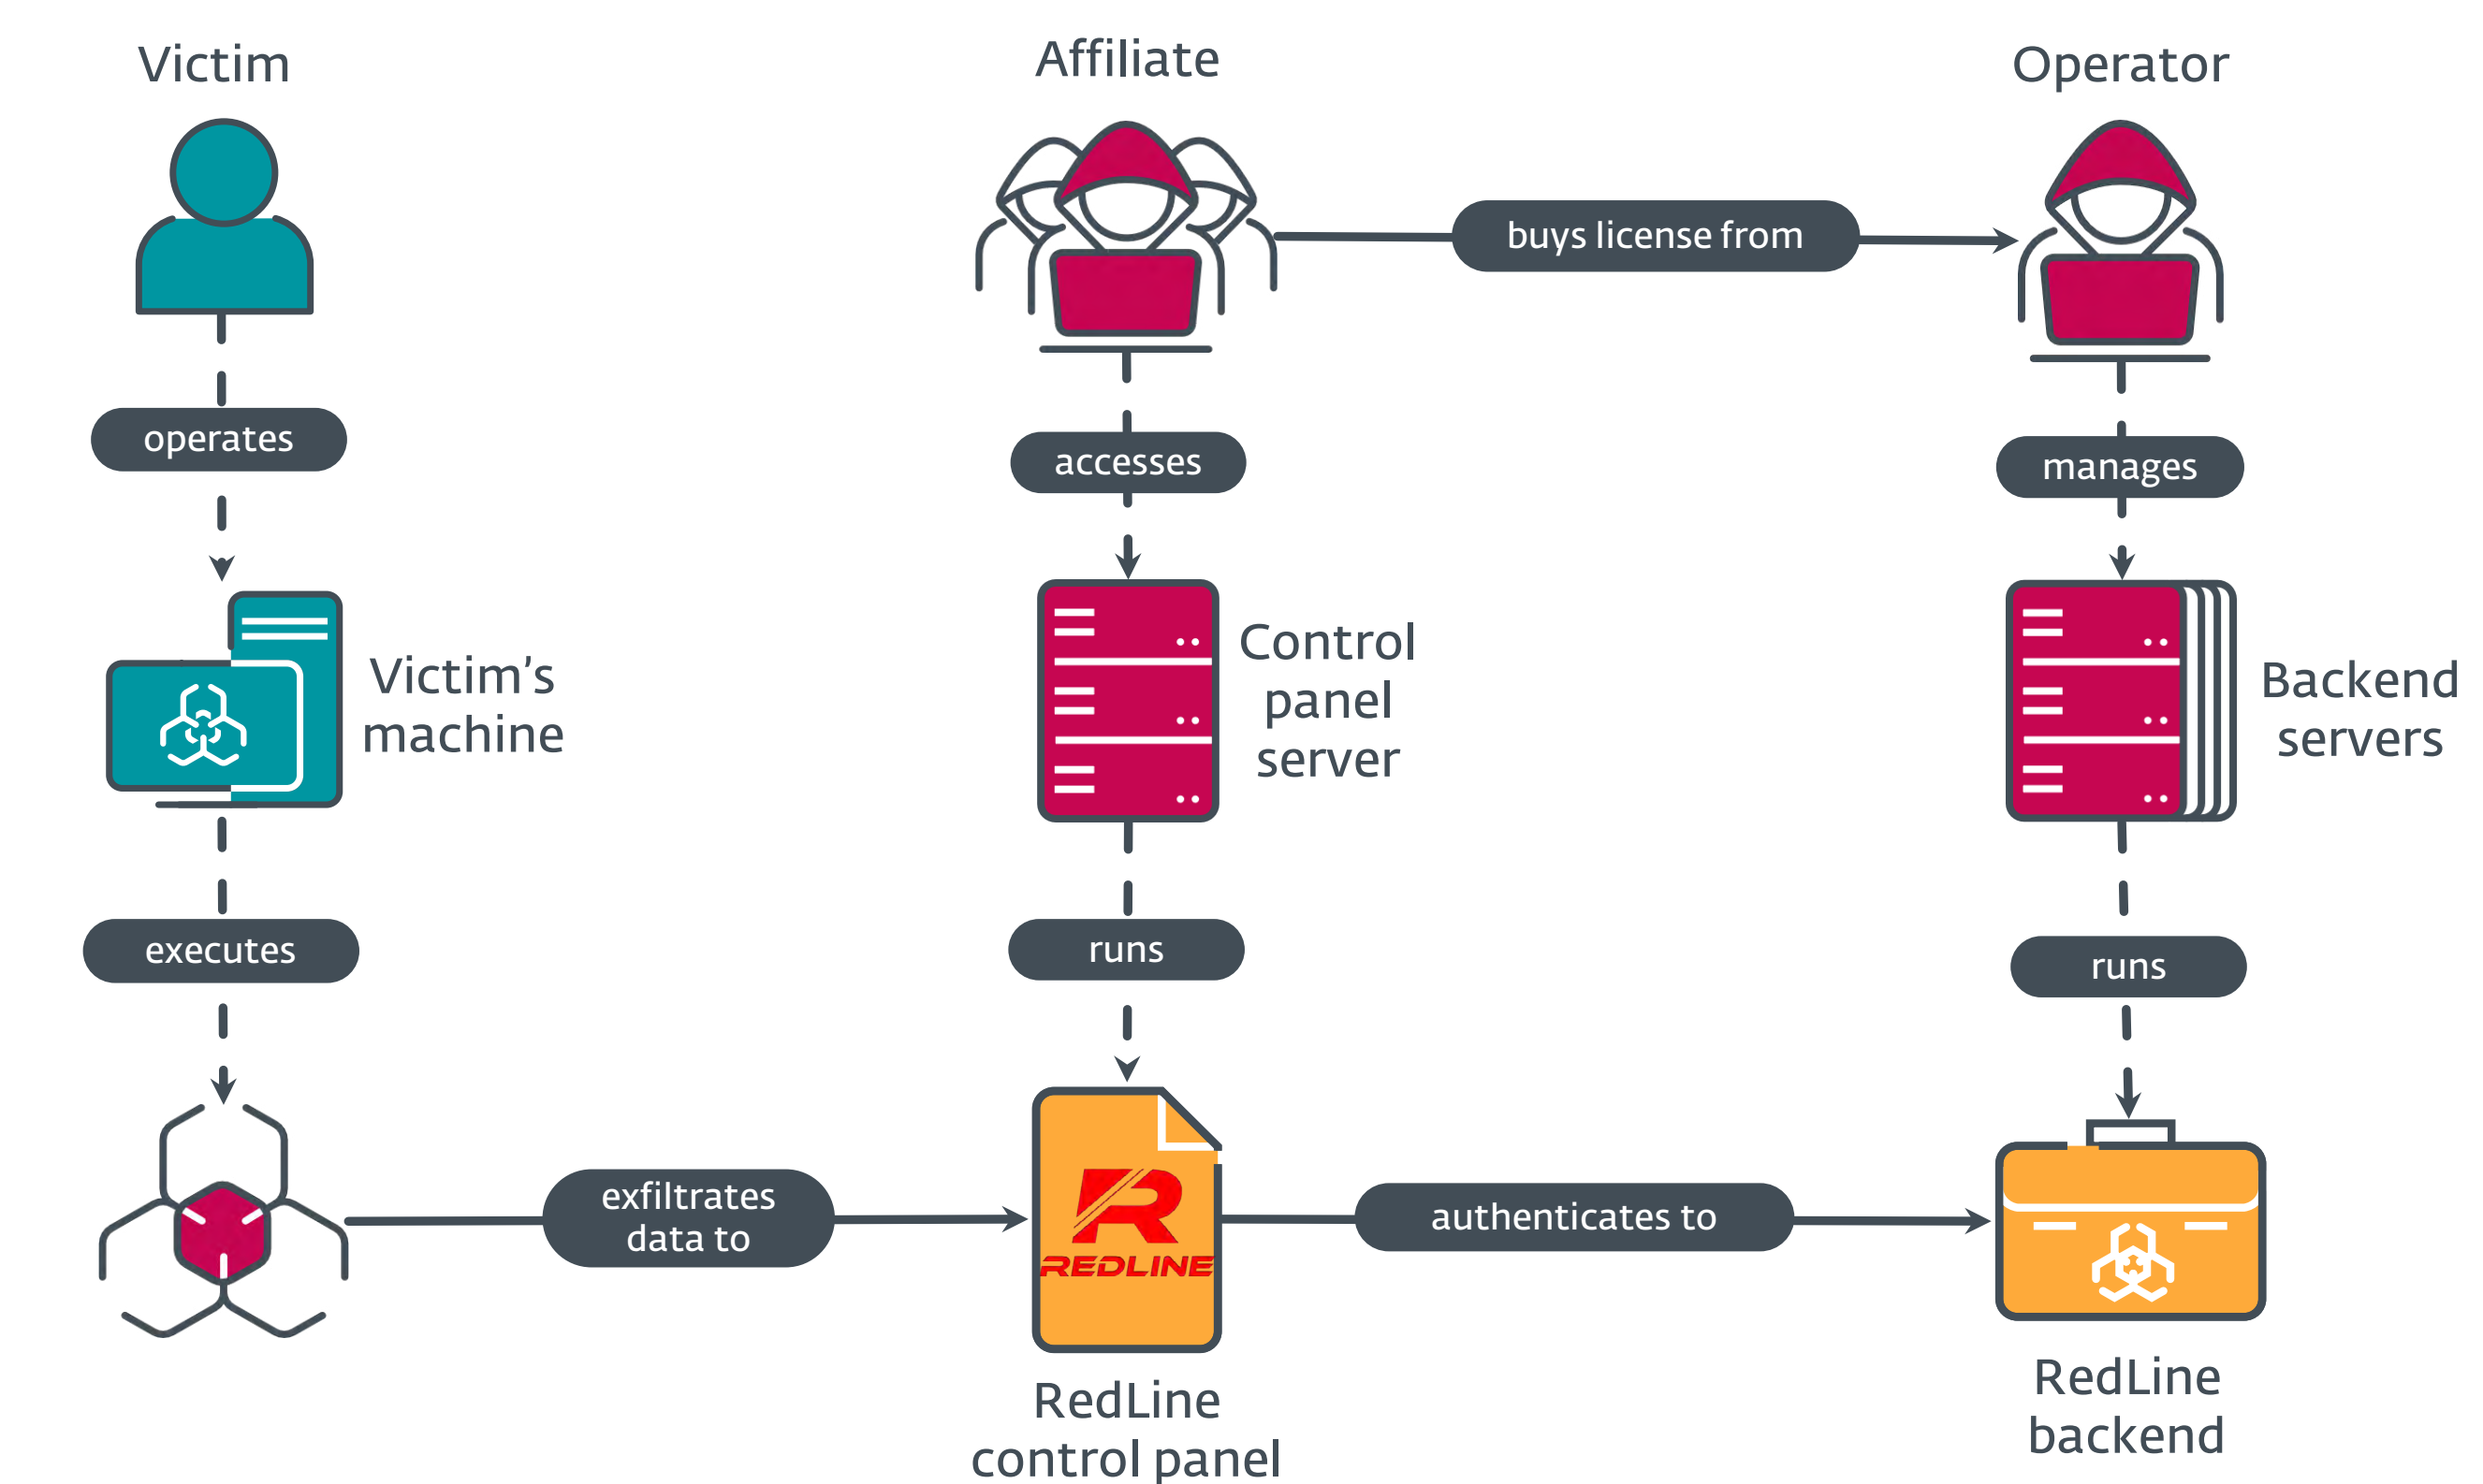 Victim
Affiliate
Operator
buys license from
operates
accesses
manages
Victim’s
machine
Control
panel
server
Backend
servers
executes
runs
runs
exfiltrates
data to
REDLINE
authenticates to
RedLine
control panel
RedLine
backend